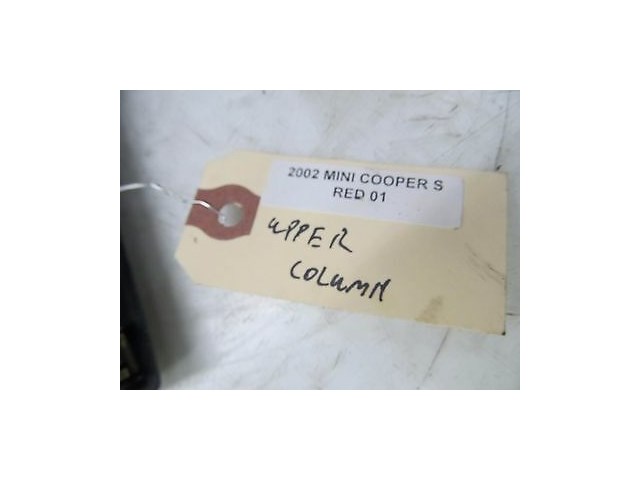 2002 MINI COOPER S
RED 01
UPPER
COLUMN